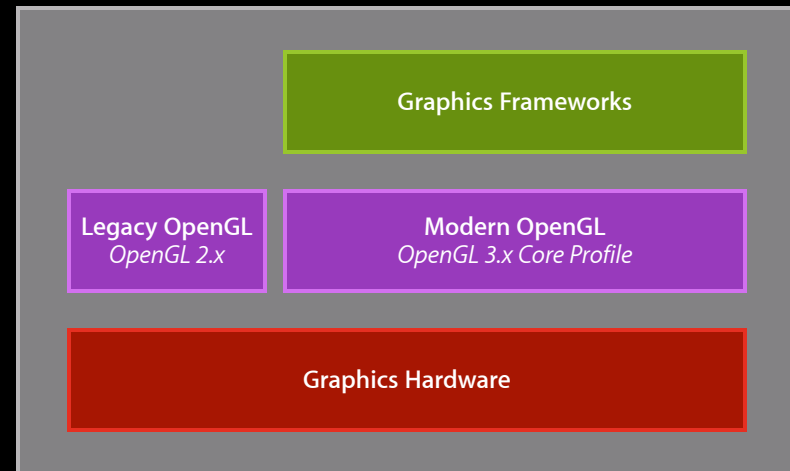 Graphics Frameworks
Legacy OpenGL
OpenGL 2.x
Modern OpenGL
OpenGL 3.x Core Profile
Graphics Hardware